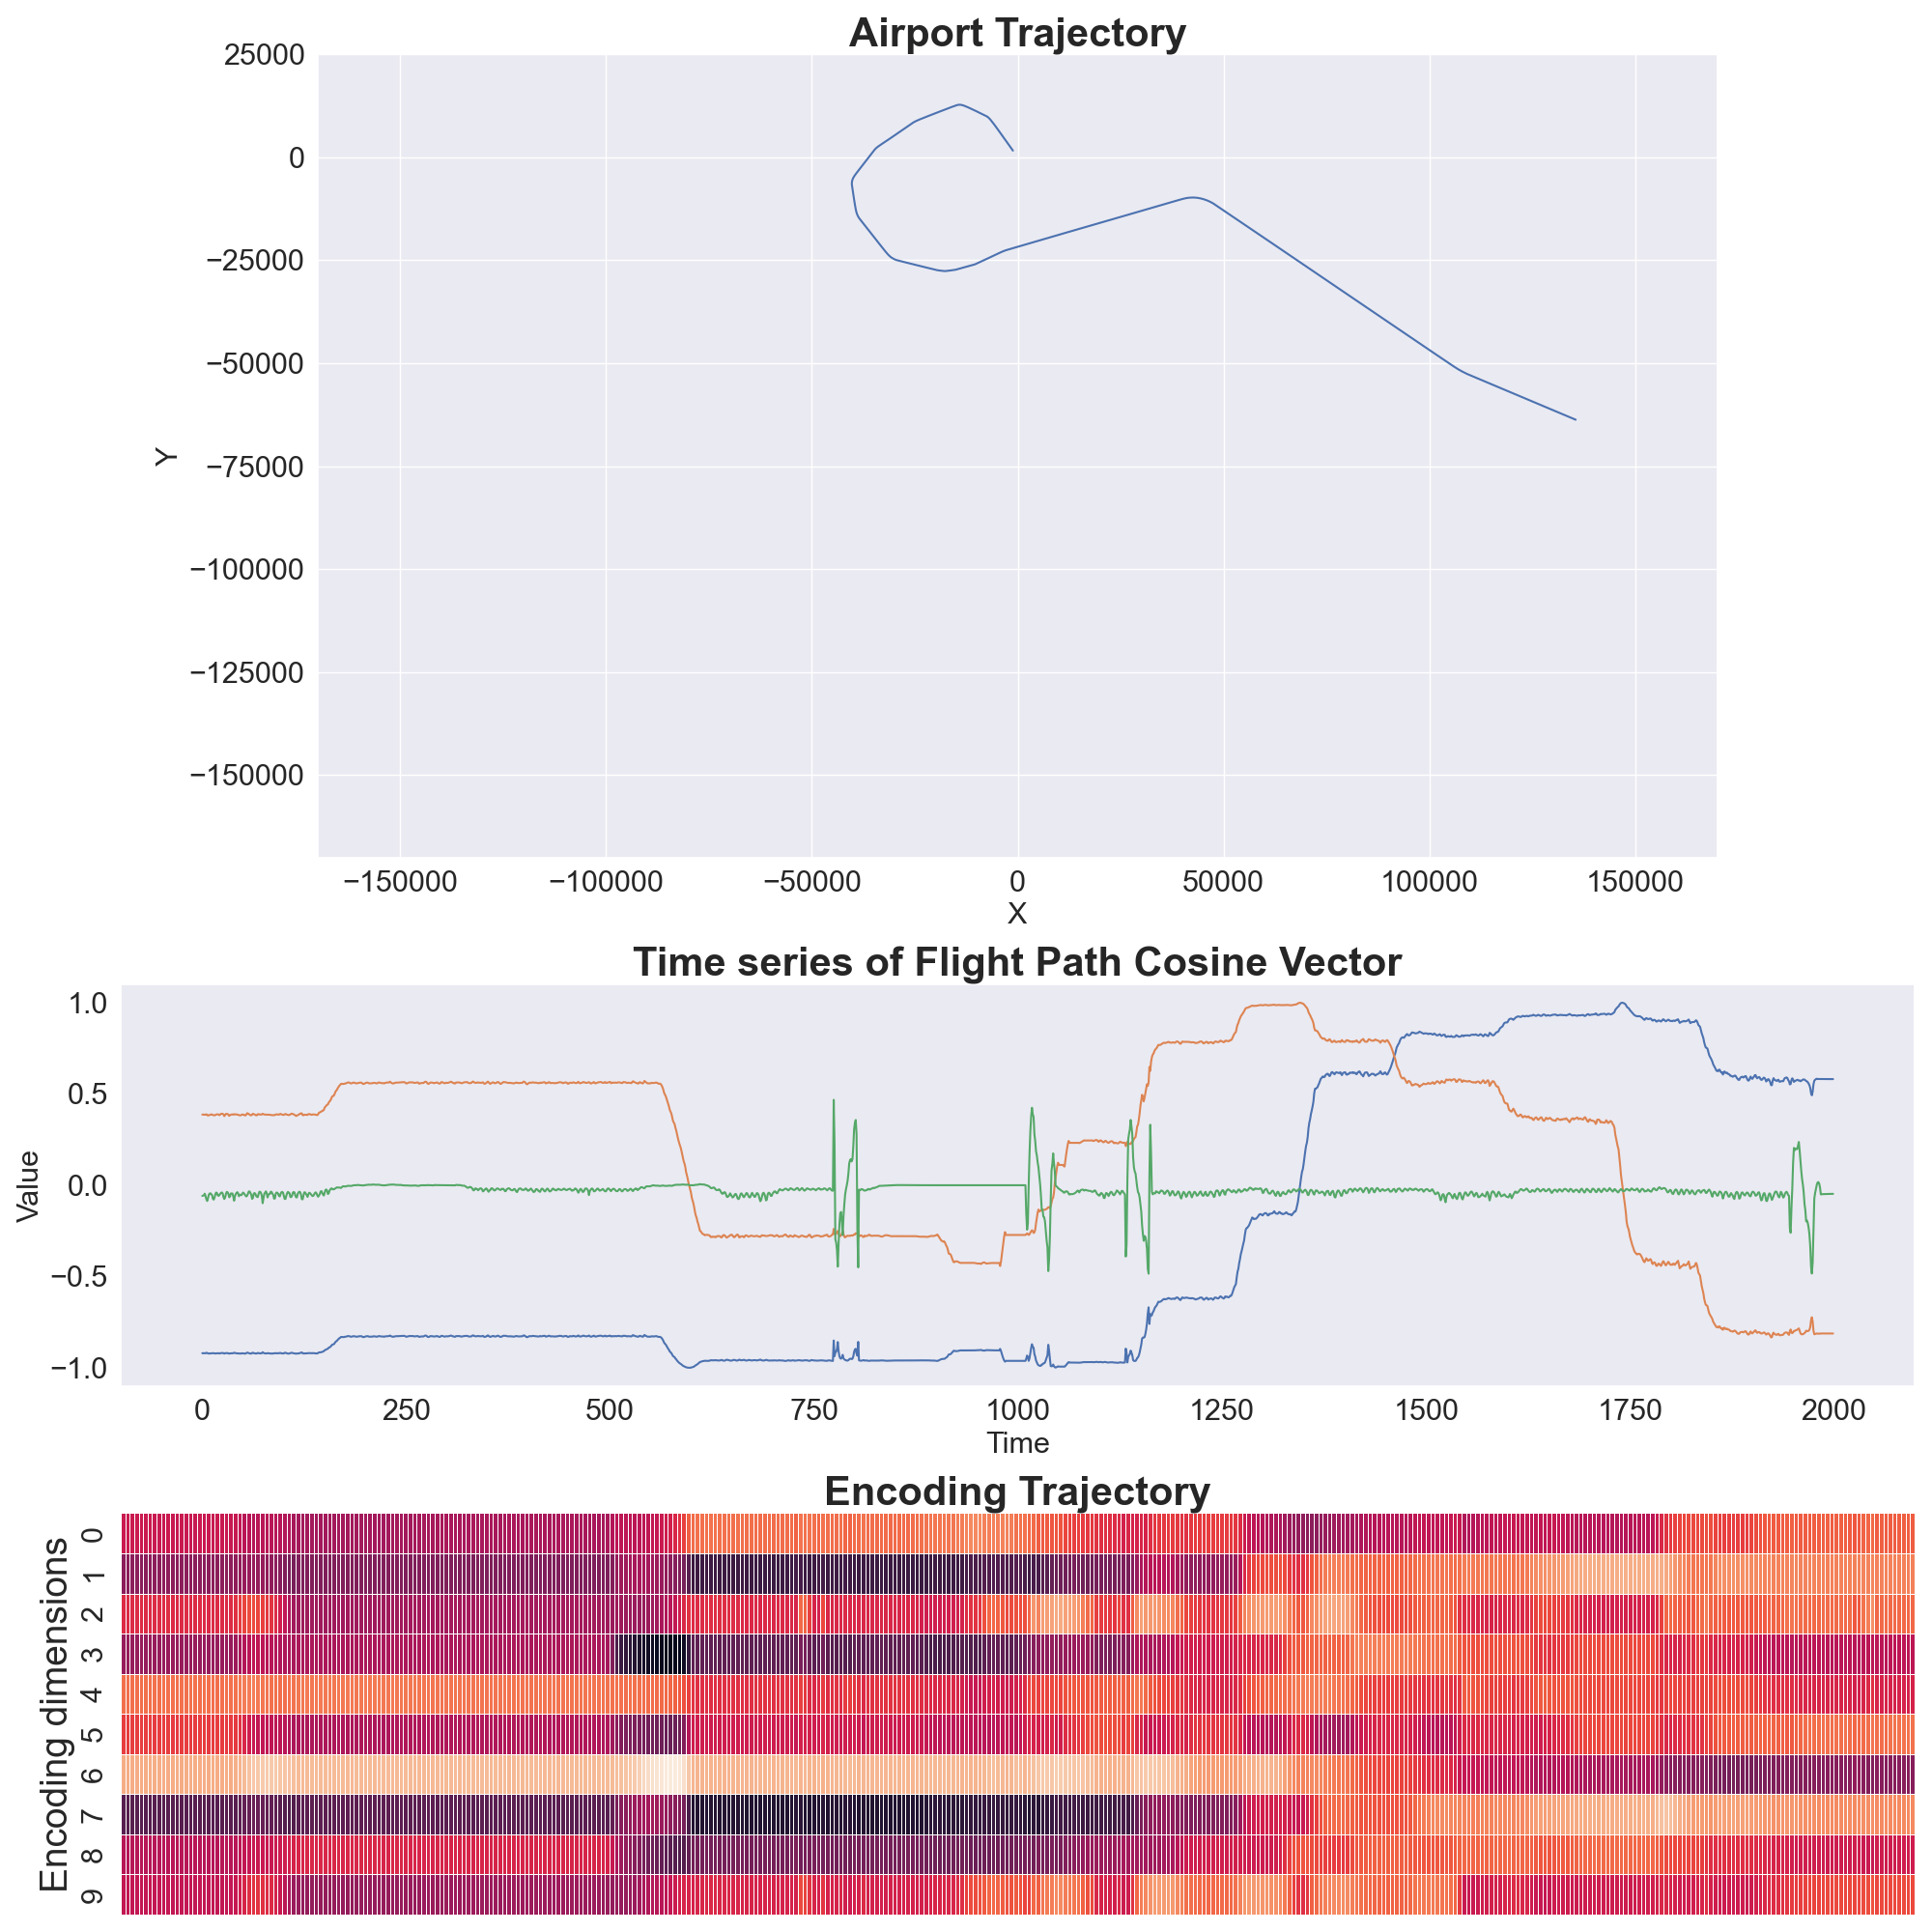 Airport Trajectory
25000
0
−25000
−50000
−75000
−100000
−125000
−150000
Y
−150000 −100000 −50000 0 50000 100000 150000
X
Time series of Flight Path Cosine Vector
1.0
0.5
0.0
−0.5
−1.0
Value
0 250 500 750 1000 1250 1500 1750 2000
Time
Encoding Trajectory
Encoding dimensions
0
1
2
3
4
5
6
7
8
9